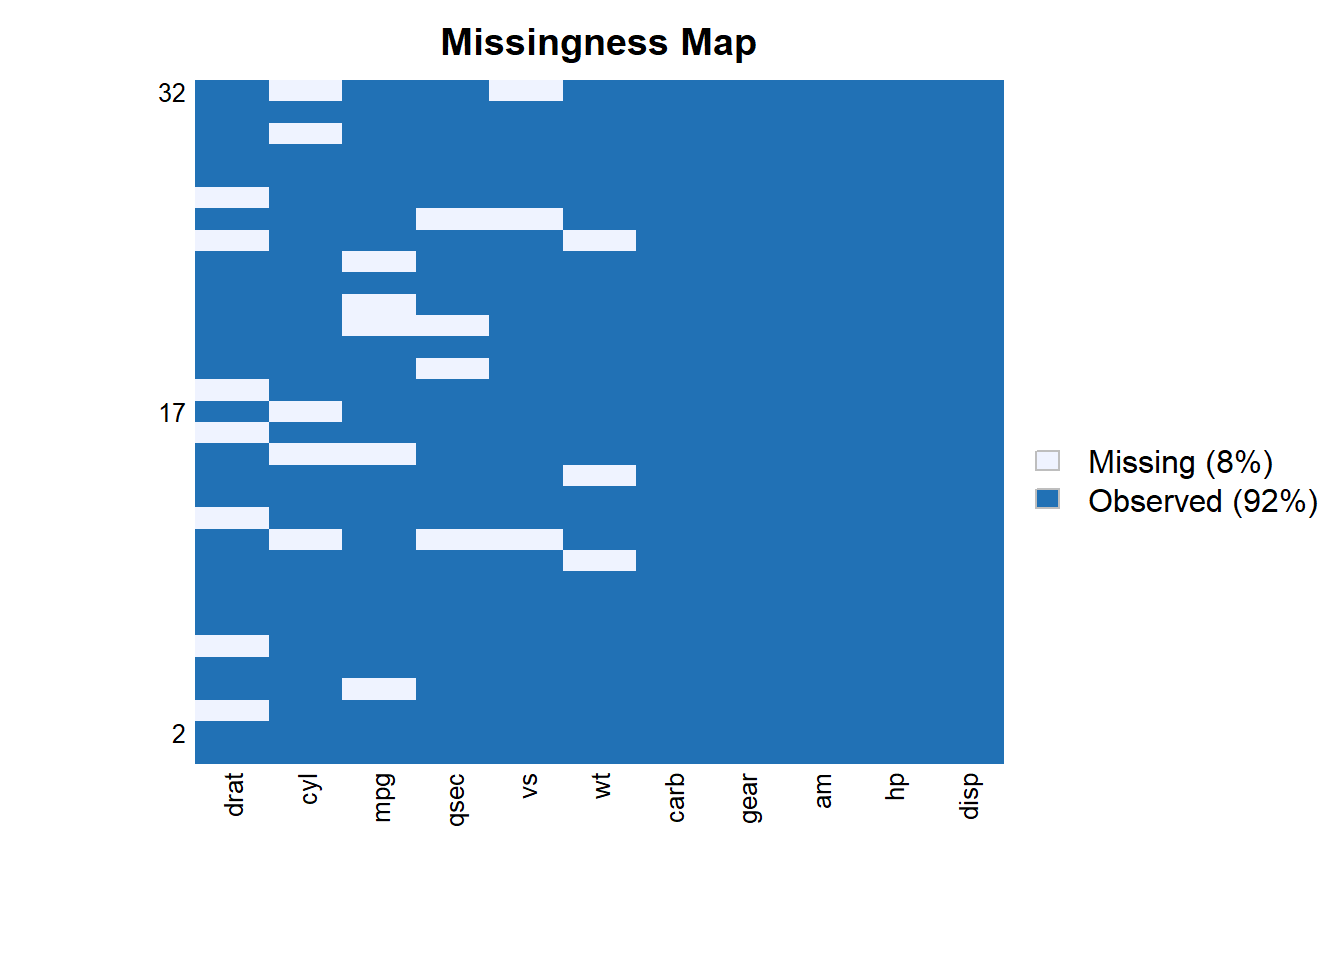 Missingness Map
32
17
2
Missing (8%)
Observed (92%)
drat
cyl
mpg
qsec
vs
wt
carb
gear
am
hp
disp